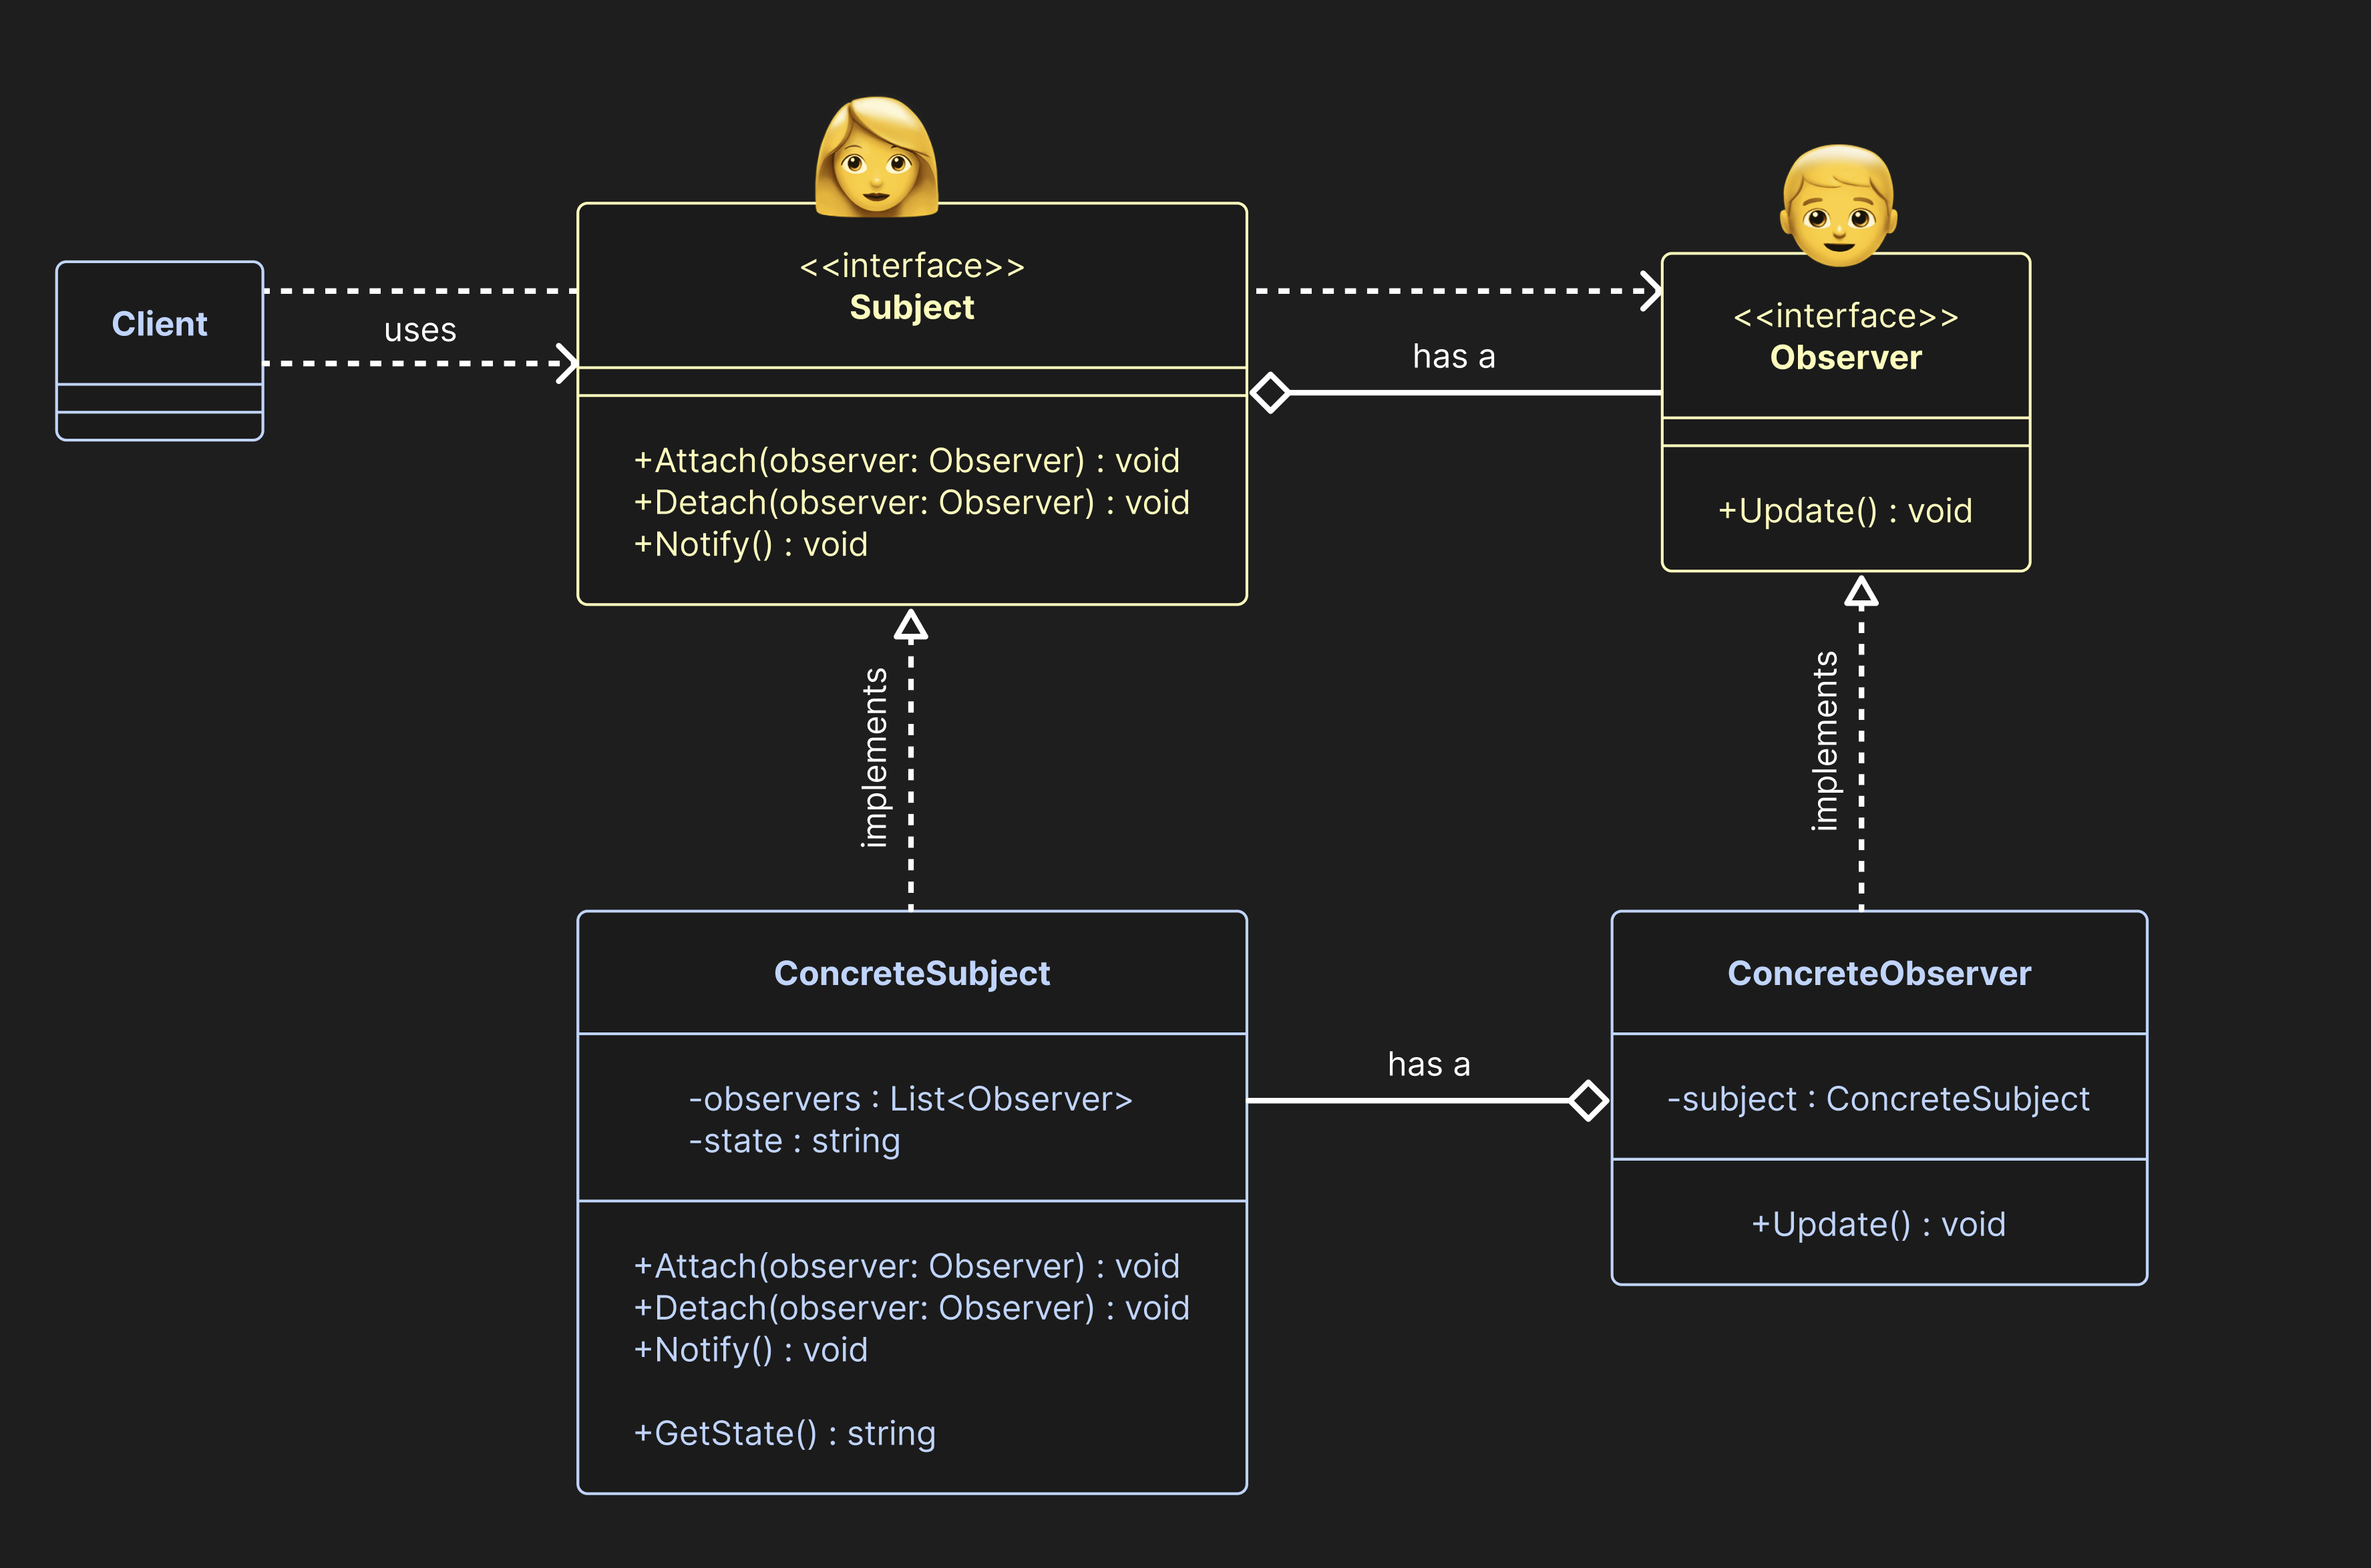 Client
uses
<<interface>>
Subject
+Attach(observer: Observer) : void
+Detach(observer: Observer) : void
+Notify() : void
has a
<<interface>>
Observer
+Update() : void
implements
implements
ConcreteSubject
-observers : List<Observer>
-state : string
+Attach(observer: Observer) : void
+Detach(observer: Observer) : void
+Notify() : void
+GetState() : string
has a
ConcreteObserver
-subject : ConcreteSubject
+Update() : void